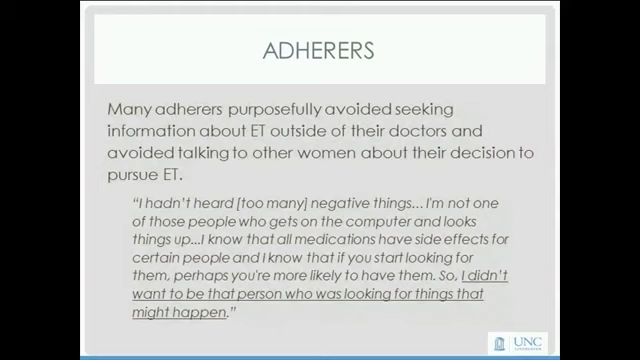 ADHERERS
Many adherers purposefully avoided seeking
information about ET outside of their doctors and
avoided talking to other women about their decision to
pursue ET.
“I hadn’t heard [too many] negative things… I'm not one
of those people who gets on the computer and looks
things up...I know that all medications have side effects for
certain people and I know that if you start looking for
them, perhaps you're more likely to have them. So, I didn’t
want to be that person who was looking for things that
might happen.”
UNC